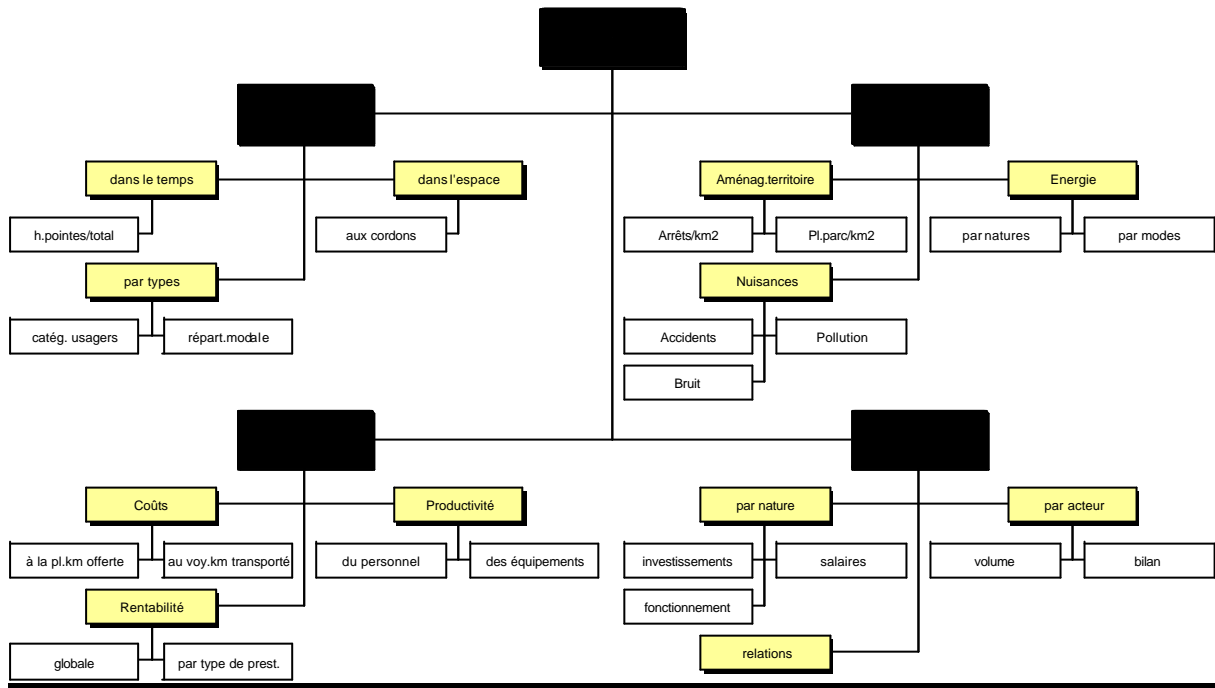 dans le temps
dans l'espace
h.pointes/total
aux cordons
par types
catég. usagers
répart.modale
Aménag.territoire
Energie
Arrêts/km2
Pl.parc/km2
par natures
par modes
Nuisances
Accidents
Pollution
Bruit
Coûts
Productivité
à la pl.km offerte
au voy.km transporté
du personnel
des équipements
Rentabilité
globale
par type de prest.
par nature
par acteur
investissements
salaires
volume
bilan
fonctionnement
relations